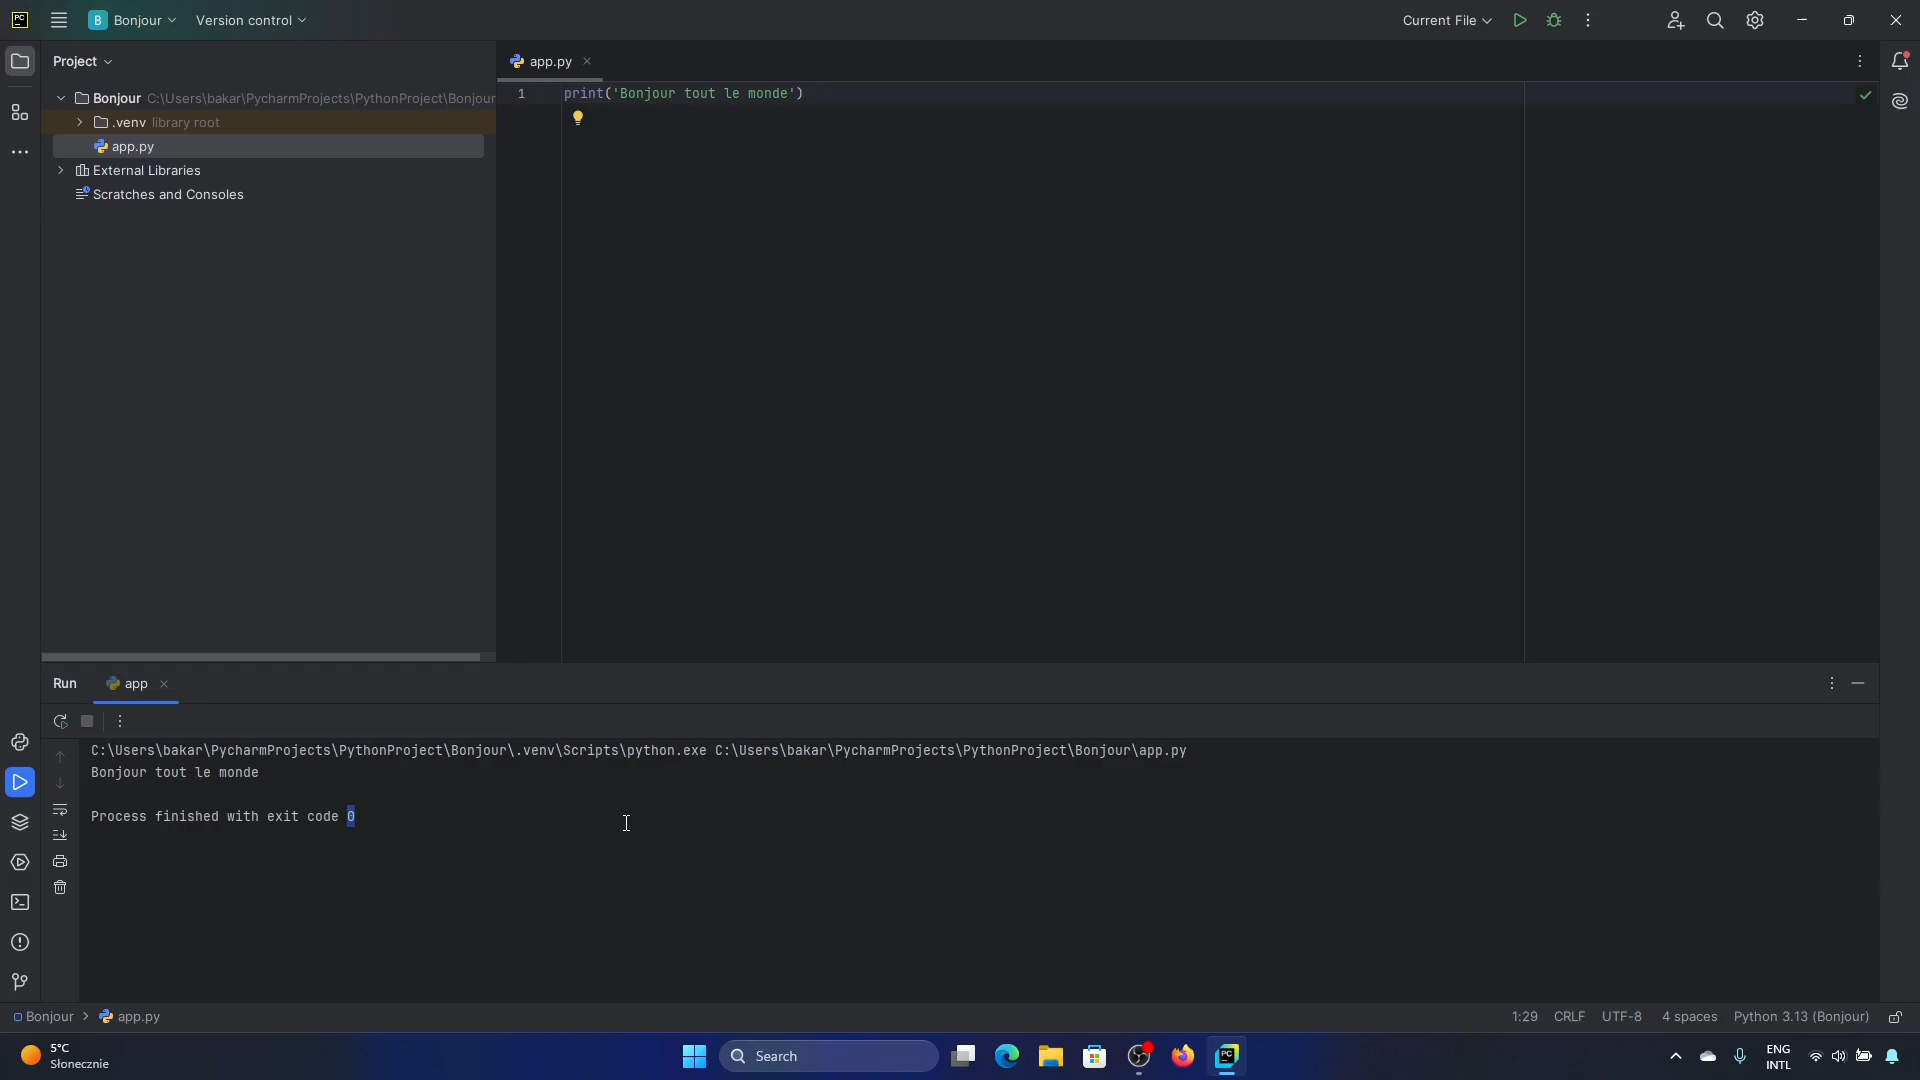 PC
B Bonjour
Version control
Current File
Project
Bonjour C:\Users\bakar\PycharmProjects\PythonProject\Bonjour
.venv library root
app.py
External Libraries
Scratches and Consoles
app.py
1 print('Bonjour tout le monde')
Run
app
C:\Users\bakar\PycharmProjects\PythonProject\Bonjour\.venv\Scripts\python.exe C:\Users\bakar\PycharmProjects\PythonProject\Bonjour\app.py
Bonjour tout le monde
Process finished with exit code 0
Bonjour
app.py
1:29
CRLF
UTF-8
4 spaces
Python 3.13 (Bonjour)
5°C
Słonecznie
Search
PC
ENG
INTL